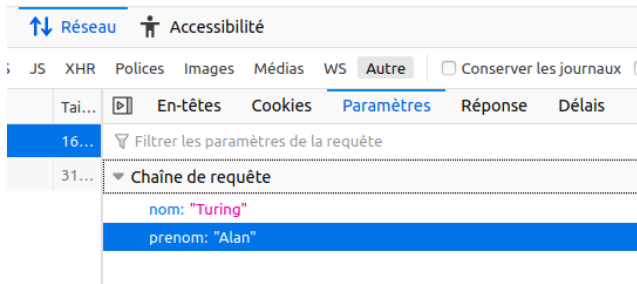 Réseau Accessibilité
JS XHR Polices Images Médias WS Autre Conserver les journaux
Tai... En-têtes Cookies Paramètres Réponse Délais
16... Filtrer les paramètres de la requête
31... Chaîne de requête
nom: "Turing"
prenom: "Alan"